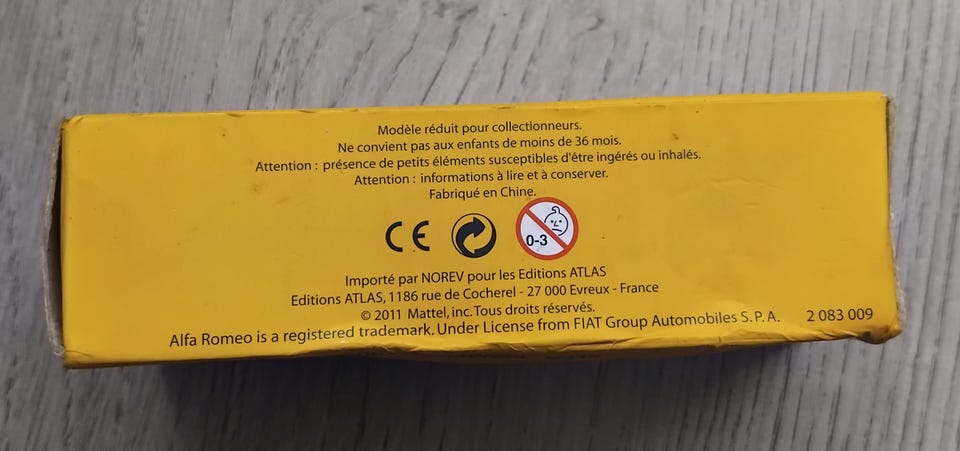 Modèle réduit pour collectionneurs.
Ne convient pas aux enfants de moins de 36 mois.
Attention : présence de petits éléments susceptibles d'être ingérés ou inhalés.
Attention : informations à lire et à conserver.
Fabriqué en Chine.
CE
0-3
Importé par NOREV pour les Editions ATLAS
Editions ATLAS, 1186 rue de Cocherel - 27 000 Evreux - France
© 2011 Mattel, inc. Tous droits réservés.
Alfa Romeo is a registered trademark. Under License from FIAT Group Automobiles S.P.A. 2 083 009